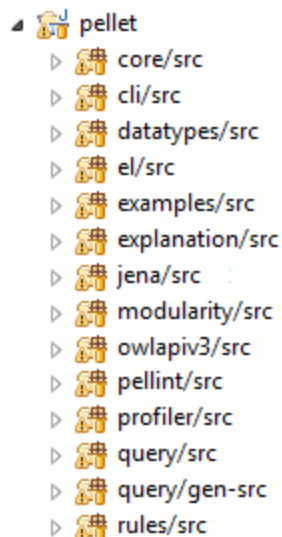 pellet
core/src
cli/src
datatypes/src
el/src
examples/src
explanation/src
jena/src
modularity/src
owlapiv3/src
pellint/src
profiler/src
query/src
query/gen-src
rules/src